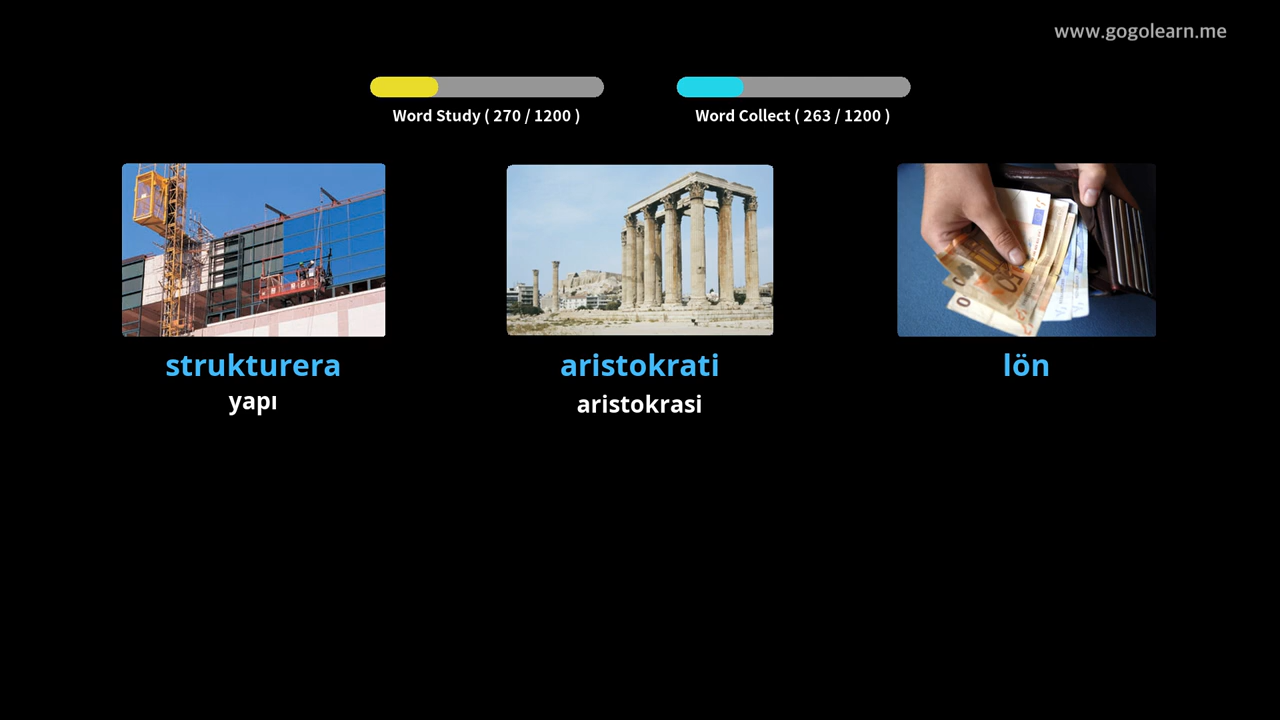 www.gogolearn.me
Word Study ( 270 / 1200 )
Word Collect ( 263 / 1200 )
strukturera
yapı
aristokrati
aristokrasi
lön